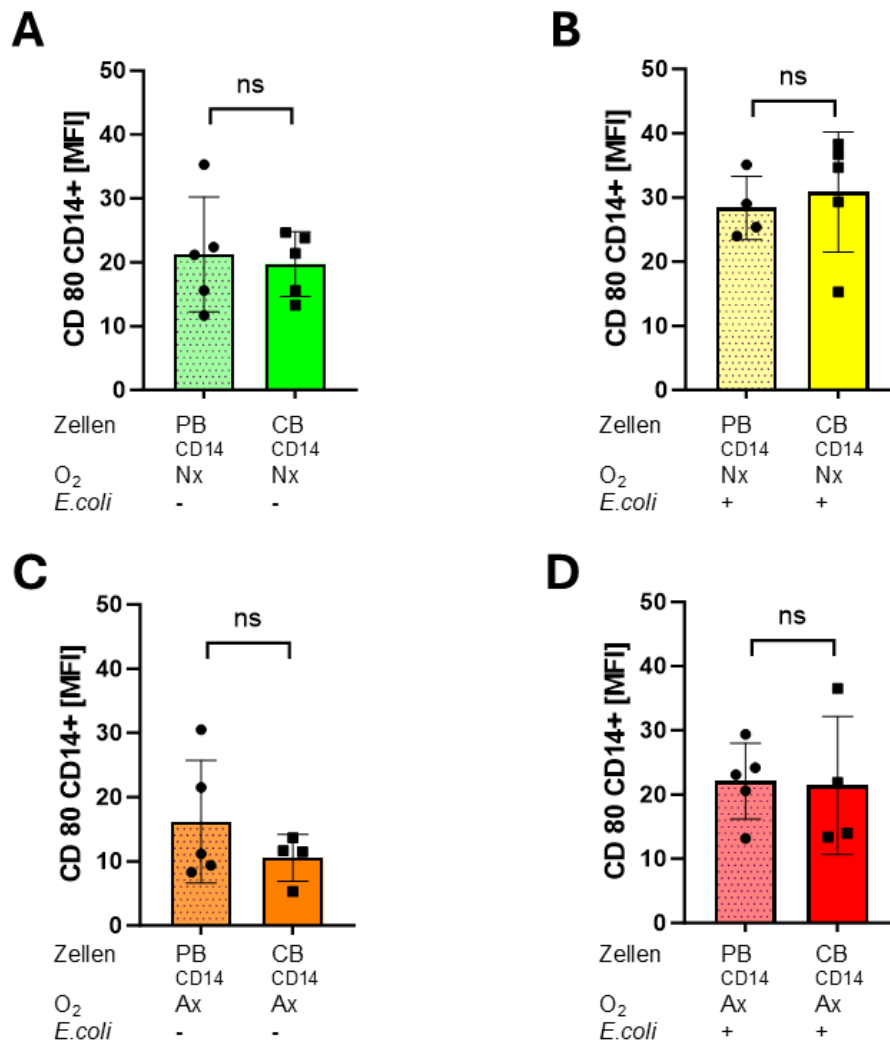 A
CD 80 CD14+ [MFI]
50
40
30
20
10
0
ns
Zellen PB CB
CD14 CD14
O₂ Nx Nx
E.coli - -
B
CD 80 CD14+ [MFI]
50
40
30
20
10
0
ns
PB CB
CD14 CD14
Zellen
O₂ Nx Nx
E.coli + +
C
CD 80 CD14+ [MFI]
50
40
30
20
10
0
ns
Zellen PB CB
CD14 CD14
O₂ Ax Ax
E.coli - -
D
CD 80 CD14+ [MFI]
50
40
30
20
10
0
ns
Zellen PB CB
CD14 CD14
O₂ Ax Ax
E.coli + +